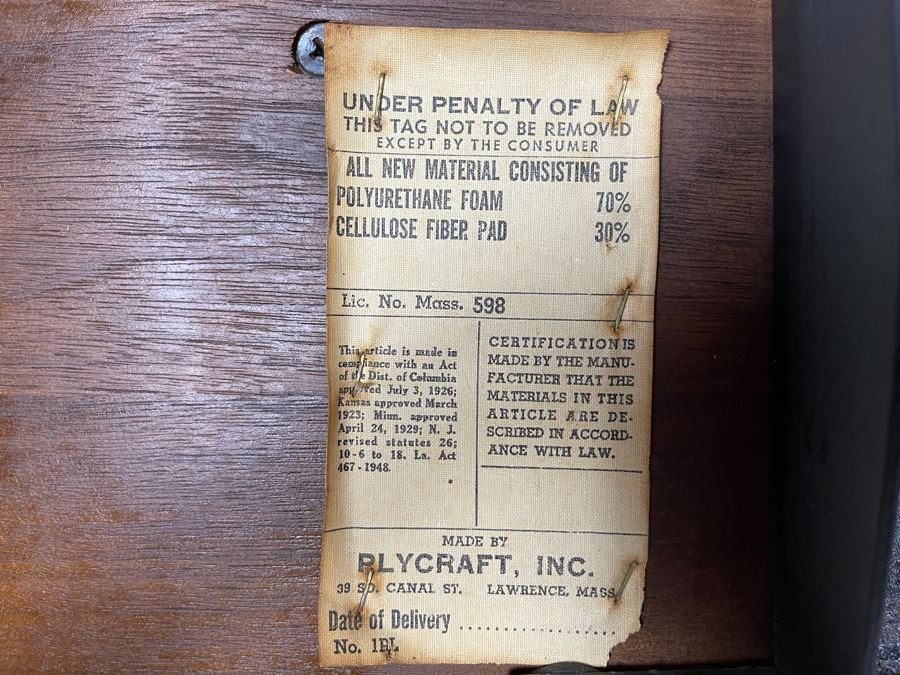 UNDER PENALTY OF LAW
THIS TAG NOT TO BE REMOVED
EXCEPT BY THE CONSUMER
ALL NEW MATERIAL CONSISTING OF
POLYURETHANE FOAM 70%
CELLULOSE FIBER PAD 30%
Lic. No. Mass. 598
This article is made in
compliance with an Act
of the Dist. of Columbia
approved July 3, 1926;
Kansas approved March
1923; Minn. approved
April 24, 1929; N. J.
revised statutes 26;
10-6 to 18. La. Act
467-1948.
CERTIFICATION IS
MADE BY THE MANU-
FACTURER THAT THE
MATERIALS IN THIS
ARTICLE ARE DE-
SCRIBED IN ACCORD-
ANCE WITH LAW.
MADE BY
PLYCRAFT, INC.
39 SO. CANAL ST. LAWRENCE, MASS.
Date of Delivery ......................
No.